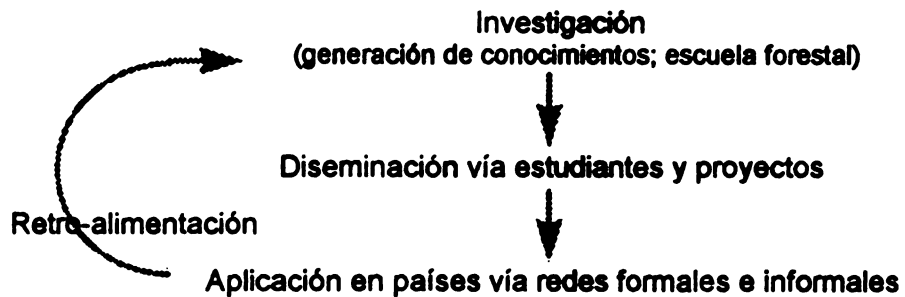 Investigación
(generación de conocimientos; escuela forestal)
Diseminación vía estudiantes y proyectos
Retro-alimentación
Aplicación en países vía redes formales e informales